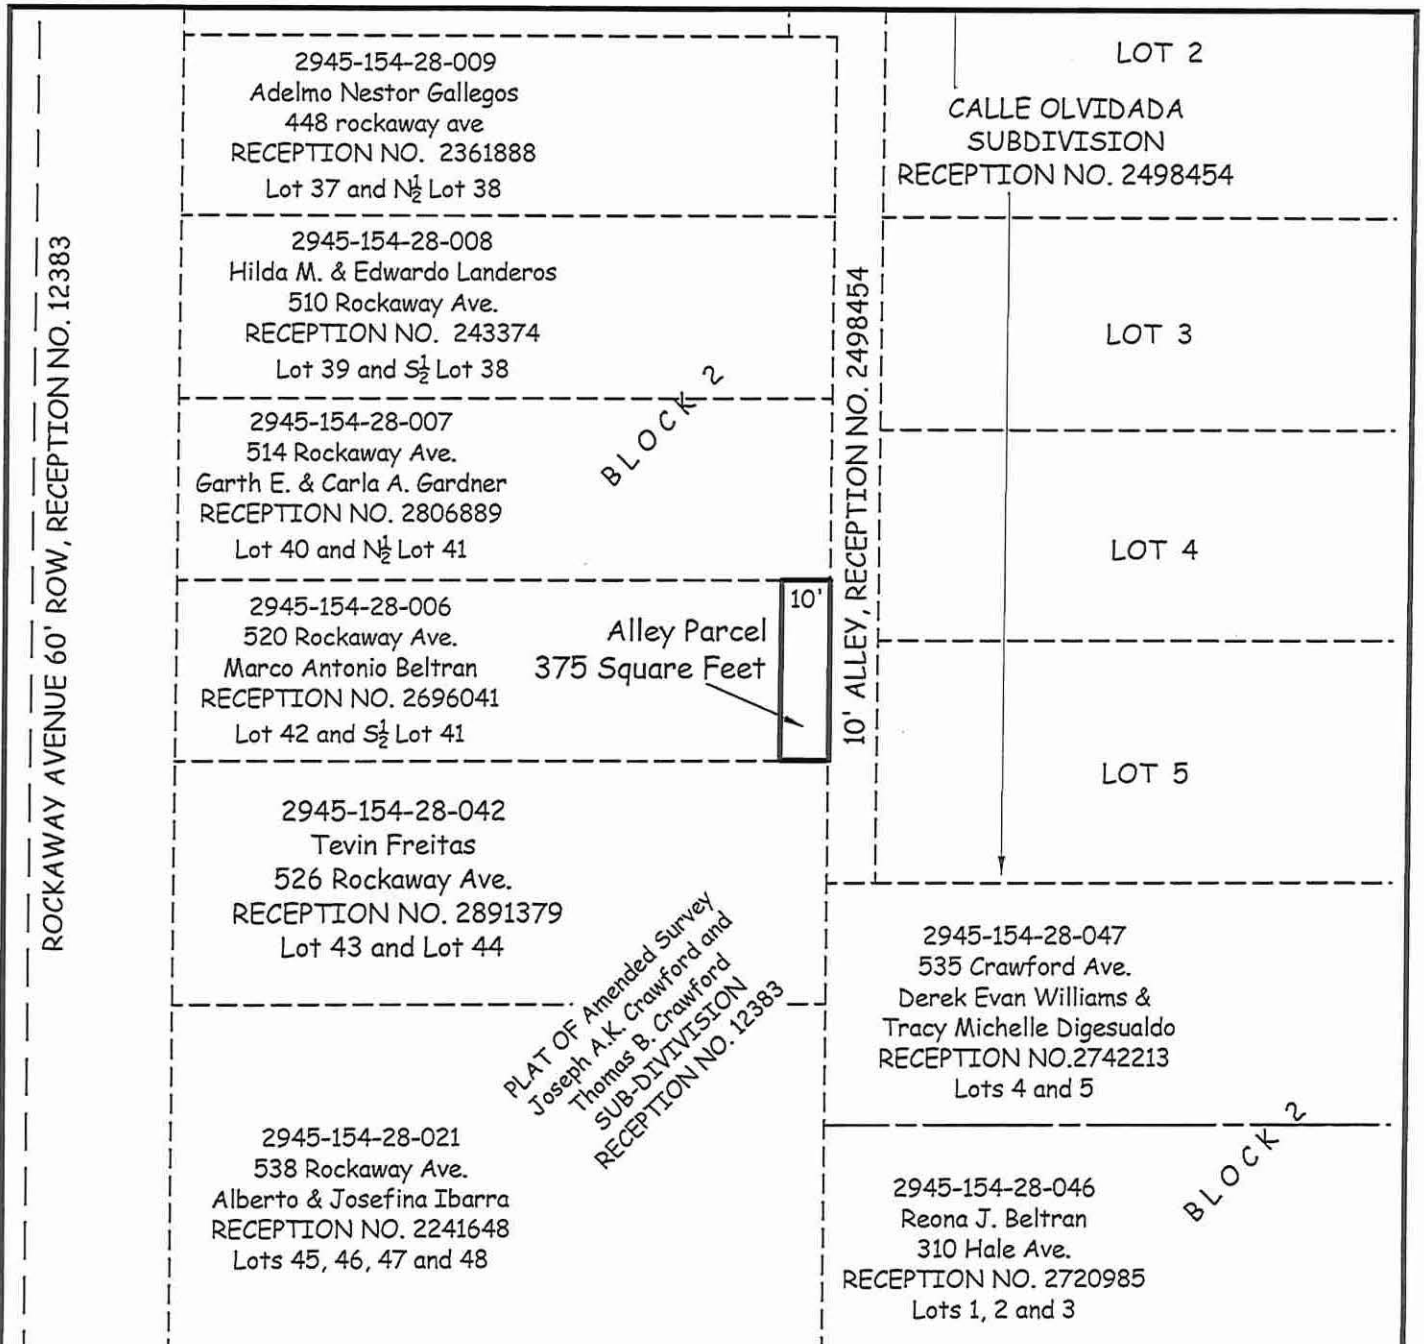 ROCKAWAY AVENUE 60' ROW, RECEPTION NO. 12383
2945-154-28-009
Adelmo Nestor Gallegos
448 rockaway ave
RECEPTION NO. 2361888
Lot 37 and N½ Lot 38
2945-154-28-008
Hilda M. & Edwardo Landeros
510 Rockaway Ave.
RECEPTION NO. 243374
Lot 39 and S½ Lot 38
BLOCK 2
2945-154-28-007
514 Rockaway Ave.
Garth E. & Carla A. Gardner
RECEPTION NO. 2806889
Lot 40 and N½ Lot 41
2945-154-28-006
520 Rockaway Ave.
Marco Antonio Beltran
RECEPTION NO. 2696041
Lot 42 and S½ Lot 41
Alley Parcel
375 Square Feet
10'
10' ALLEY, RECEPTION NO. 2498454
2945-154-28-042
Tevin Freitas
526 Rockaway Ave.
RECEPTION NO. 2891379
Lot 43 and Lot 44
PLAT OF Amended Survey
Joseph A.K. Crawford and
Thomas B. Crawford
SUB-DIVIVISION
RECEPTION NO. 12383
2945-154-28-021
538 Rockaway Ave.
Alberto & Josefina Ibarra
RECEPTION NO. 2241648
Lots 45, 46, 47 and 48
LOT 2
CALLE OLVIDADA
SUBDIVISION
RECEPTION NO. 2498454
LOT 3
LOT 4
LOT 5
2945-154-28-047
535 Crawford Ave.
Derek Evan Williams &
Tracy Michelle Digesualdo
RECEPTION NO.2742213
Lots 4 and 5
BLOCK 2
2945-154-28-046
Reona J. Beltran
310 Hale Ave.
RECEPTION NO. 2720985
Lots 1, 2 and 3